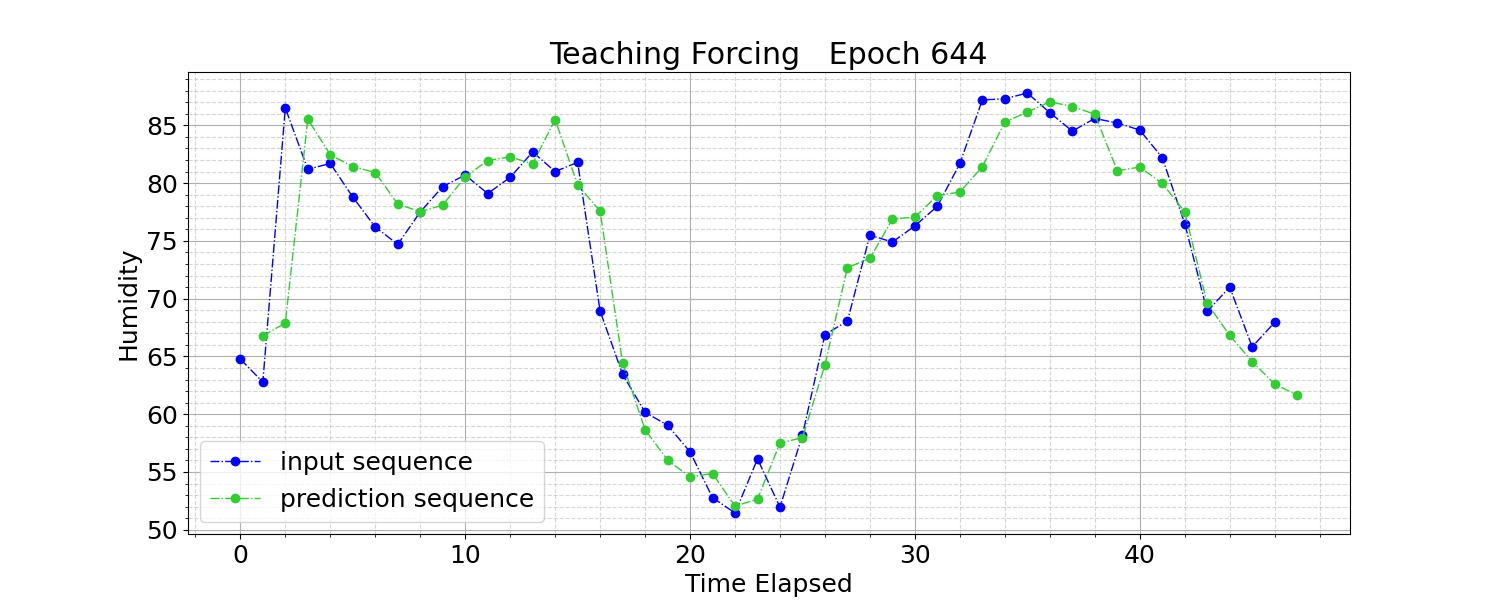 Teaching Forcing   Epoch 644
Humidity
85
80
75
70
65
60
55
50
input sequence
prediction sequence
0 10 20 30 40
Time Elapsed